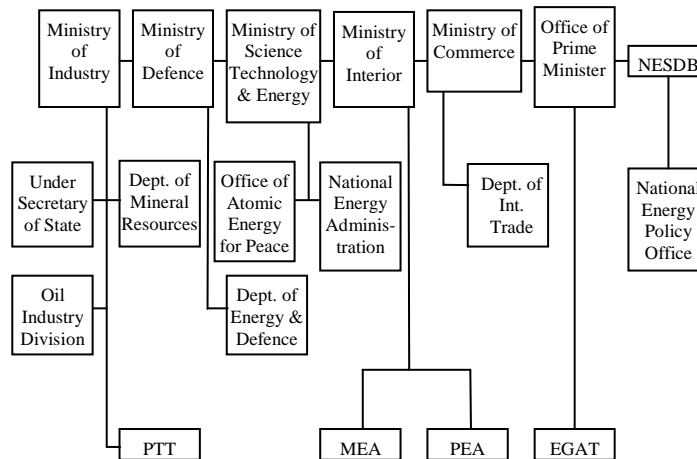 Ministry
of
Industry
Ministry
of
Defence
Ministry of
Science
Technology
& Energy
Ministry
of
Interior
Ministry of
Commerce
Office of
Prime
Minister
NESDB
Under
Secretary
of State
Dept. of
Mineral
Resources
Office of
Atomic
Energy
for Peace
National
Energy
Adminis-
tration
Dept. of
Int.
Trade
National
Energy
Policy
Office
Oil
Industry
Division
Dept. of
Energy &
Defence
PTT
MEA
PEA
EGAT